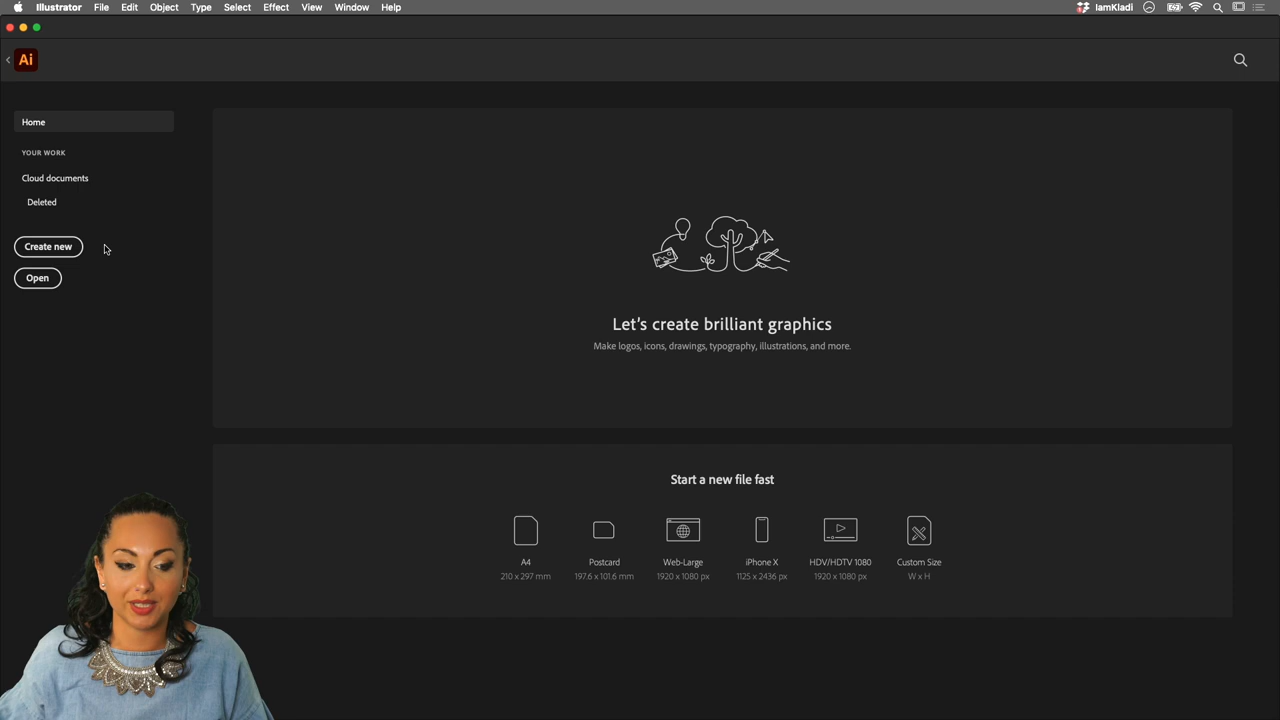 Illustrator File Edit Object Type Select Effect View Window Help IamKladi
Ai
Home
YOUR WORK
Cloud documents
Deleted
Create new
Open
Let's create brilliant graphics
Make logos, icons, drawings, typography, illustrations, and more.
Start a new file fast
A4 Postcard Web-Large iPhone X HDV/HDTV 1080 Custom Size
210 x 297 mm 197.6 x 101.6 mm 1920 x 1080 px 1125 x 2436 px 1920 x 1080 px W x H